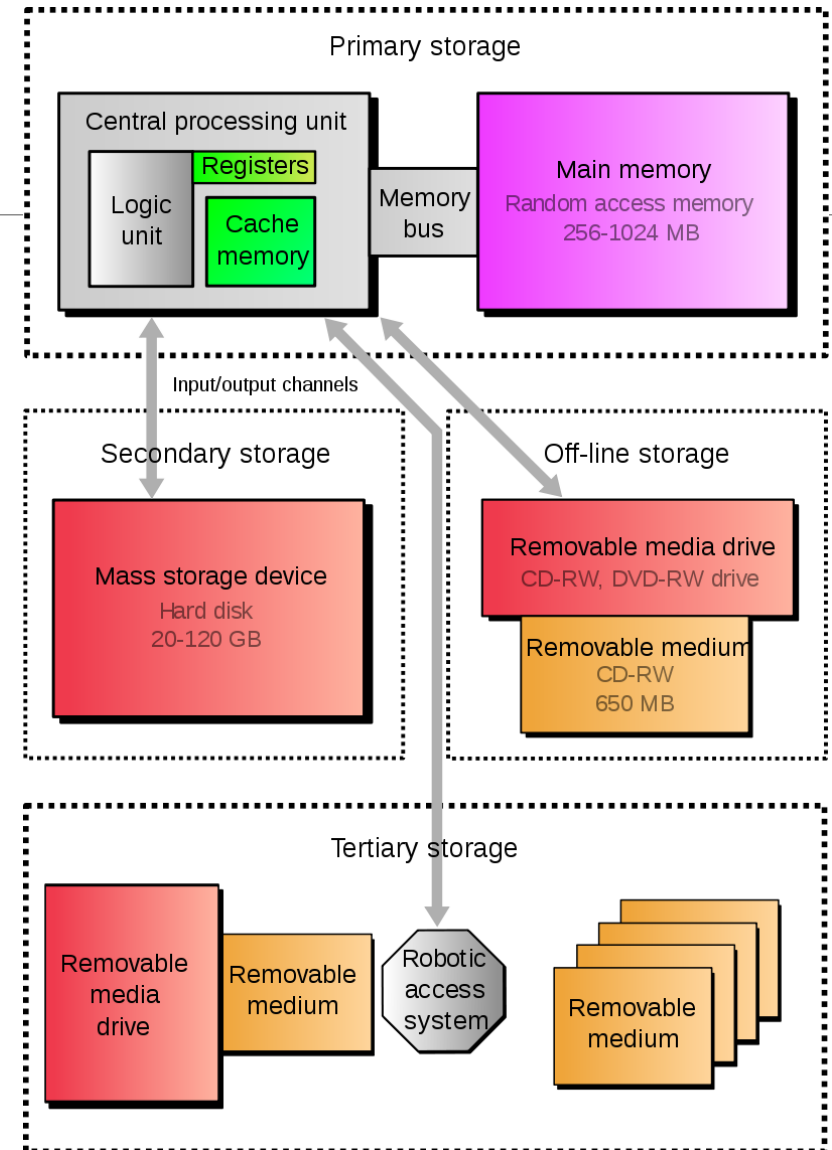 Primary storage
Central processing unit
Registers
Logic
unit
Cache
memory
Memory
bus
Main memory
Random access memory
256-1024 MB
Input/output channels
Secondary storage
Mass storage device
Hard disk
20-120 GB
Off-line storage
Removable media drive
CD-RW, DVD-RW drive
Removable medium
CD-RW
650 MB
Tertiary storage
Removable
media
drive
Removable
medium
Robotic
access
system
Removable
medium